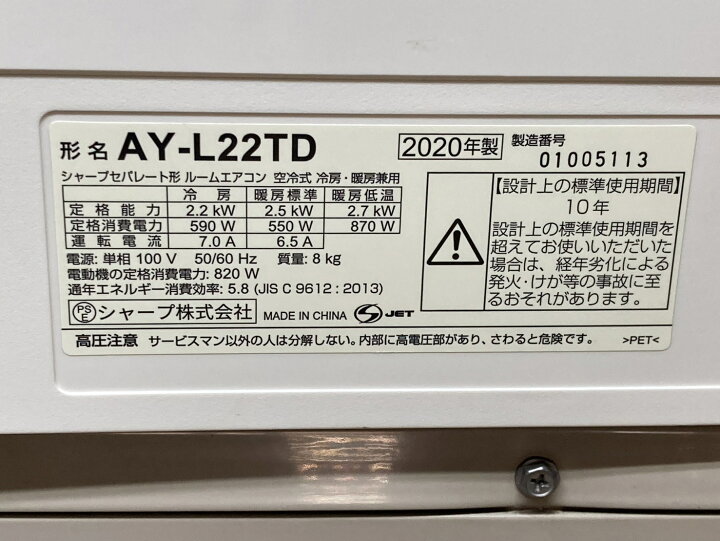 形名 AY-L22TD 2020年製 製造番号 01005113
シャープセパレート形 ルームエアコン 空冷式 冷房・暖房兼用
冷房 暖房標準 暖房低温
定格能力 2.2 kW 2.5 kW 2.7 kW
定格消費電力 590 W 550 W 870 W
運転電流 7.0 A 6.5 A
電源: 単相 100 V 50/60 Hz 質量: 8 kg
電動機の定格消費電力: 820 W
通年エネルギー消費効率: 5.8 (JIS C 9612 : 2013)
PSE シャープ株式会社 MADE IN CHINA S JET
【設計上の標準使用期間】
10年
設計上の標準使用期間を
超えてお使いいただいた
場合は、経年劣化による
発火・けが等の事故に至
るおそれがあります。
高圧注意 サービスマン以外の人は分解しない。内部に高電圧部があり、さわると危険です。 >PET<